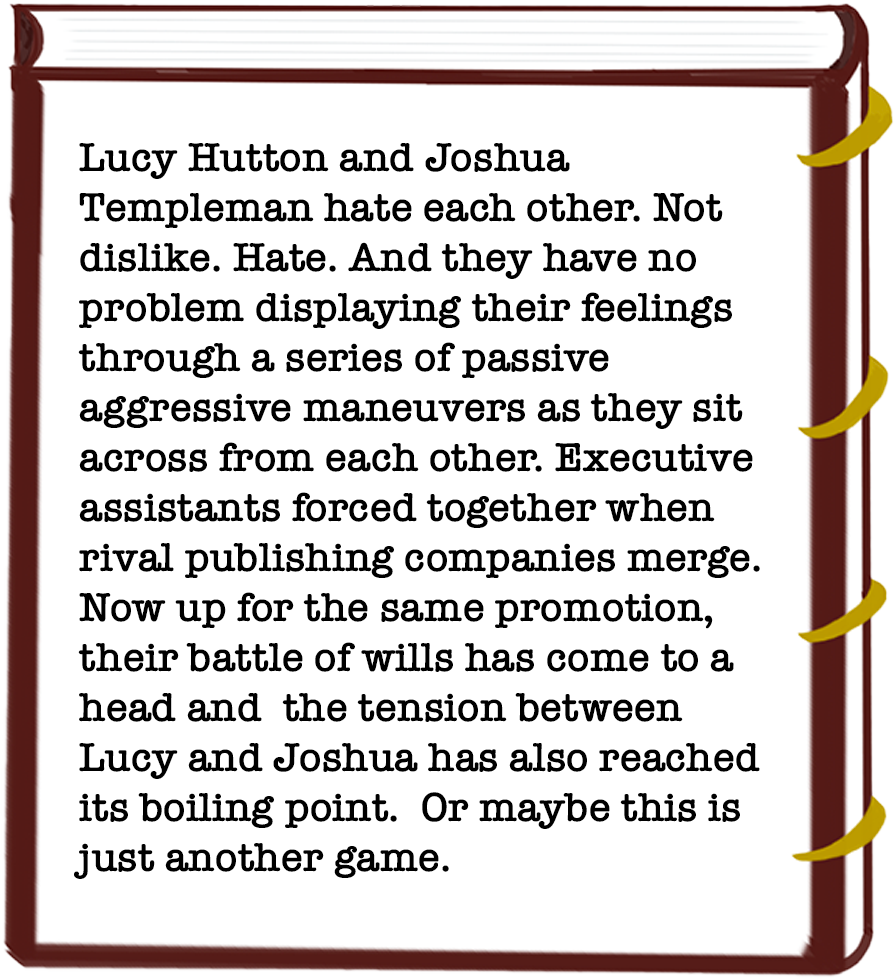 Lucy Hutton and Joshua
Templeman hate each other. Not
dislike. Hate. And they have no
problem displaying their feelings
through a series of passive
aggressive maneuvers as they sit
across from each other. Executive
assistants forced together when
rival publishing companies merge.
Now up for the same promotion,
their battle of wills has come to a
head and  the tension between
Lucy and Joshua has also reached
its boiling point.  Or maybe this is
just another game.